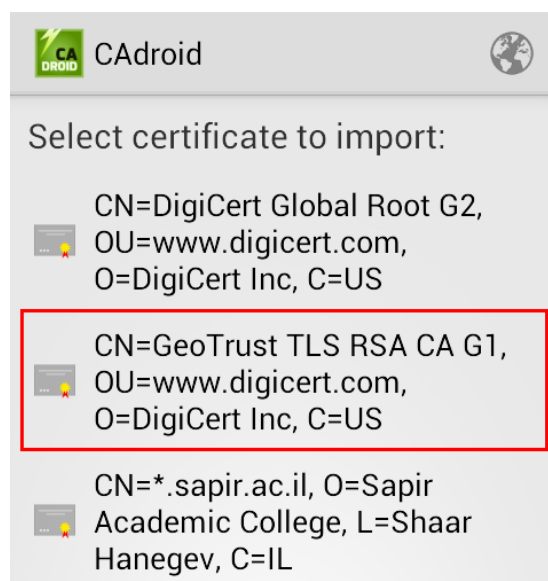 CA
DROID
CAdroid
Select certificate to import:
CN=DigiCert Global Root G2,
OU=www.digicert.com,
O=DigiCert Inc, C=US
CN=GeoTrust TLS RSA CA G1,
OU=www.digicert.com,
O=DigiCert Inc, C=US
CN=*.sapir.ac.il, O=Sapir
Academic College, L=Shaar
Hanegev, C=IL